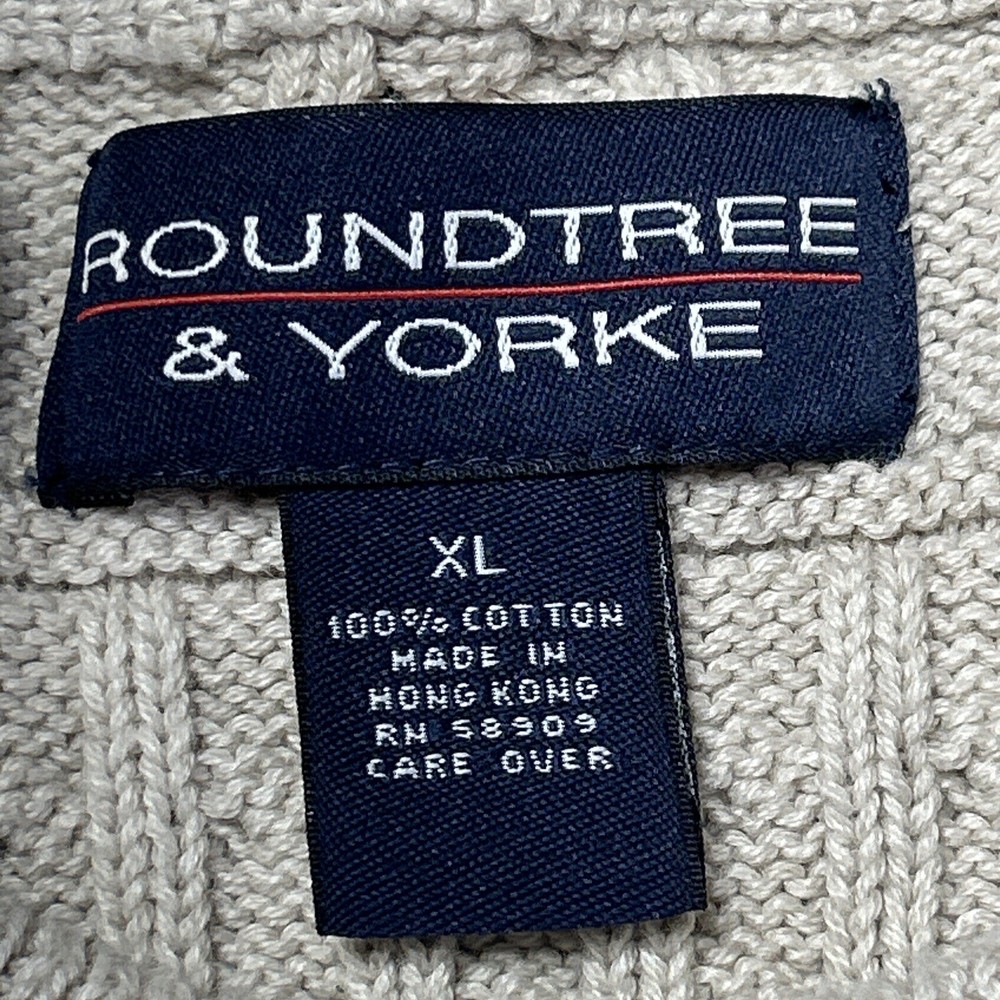 ROUNDTREE
& YORKE
XL
100% COTTON
MADE IN
HONG KONG
RN 58909
CARE OVER